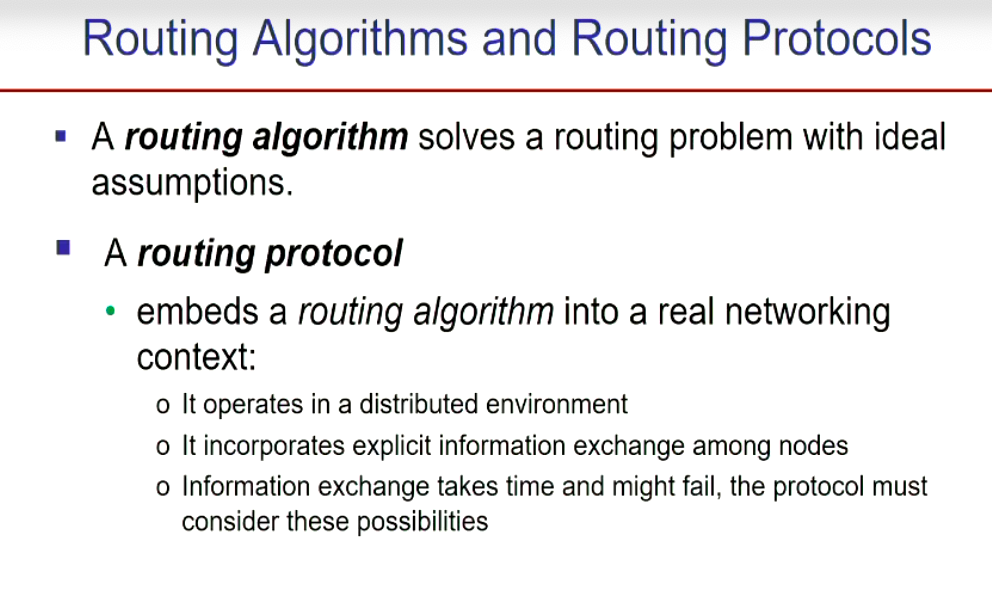 Routing Algorithms and Routing Protocols
▪ A routing algorithm solves a routing problem with ideal
assumptions.
▪ A routing protocol
• embeds a routing algorithm into a real networking
context:
o It operates in a distributed environment
o It incorporates explicit information exchange among nodes
o Information exchange takes time and might fail, the protocol must
consider these possibilities